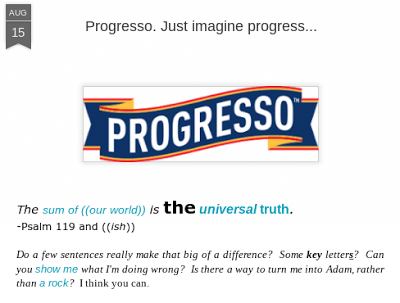 AUG
15
Progresso. Just imagine progress...
PROGRESSO™
The sum of ((our world)) is the universal truth.
-Psalm 119 and ((ish))
Do a few sentences really make that big of a difference? Some key letters? Can
you show me what I'm doing wrong? Is there a way to turn me into Adam, rather
than a rock? I think you can.